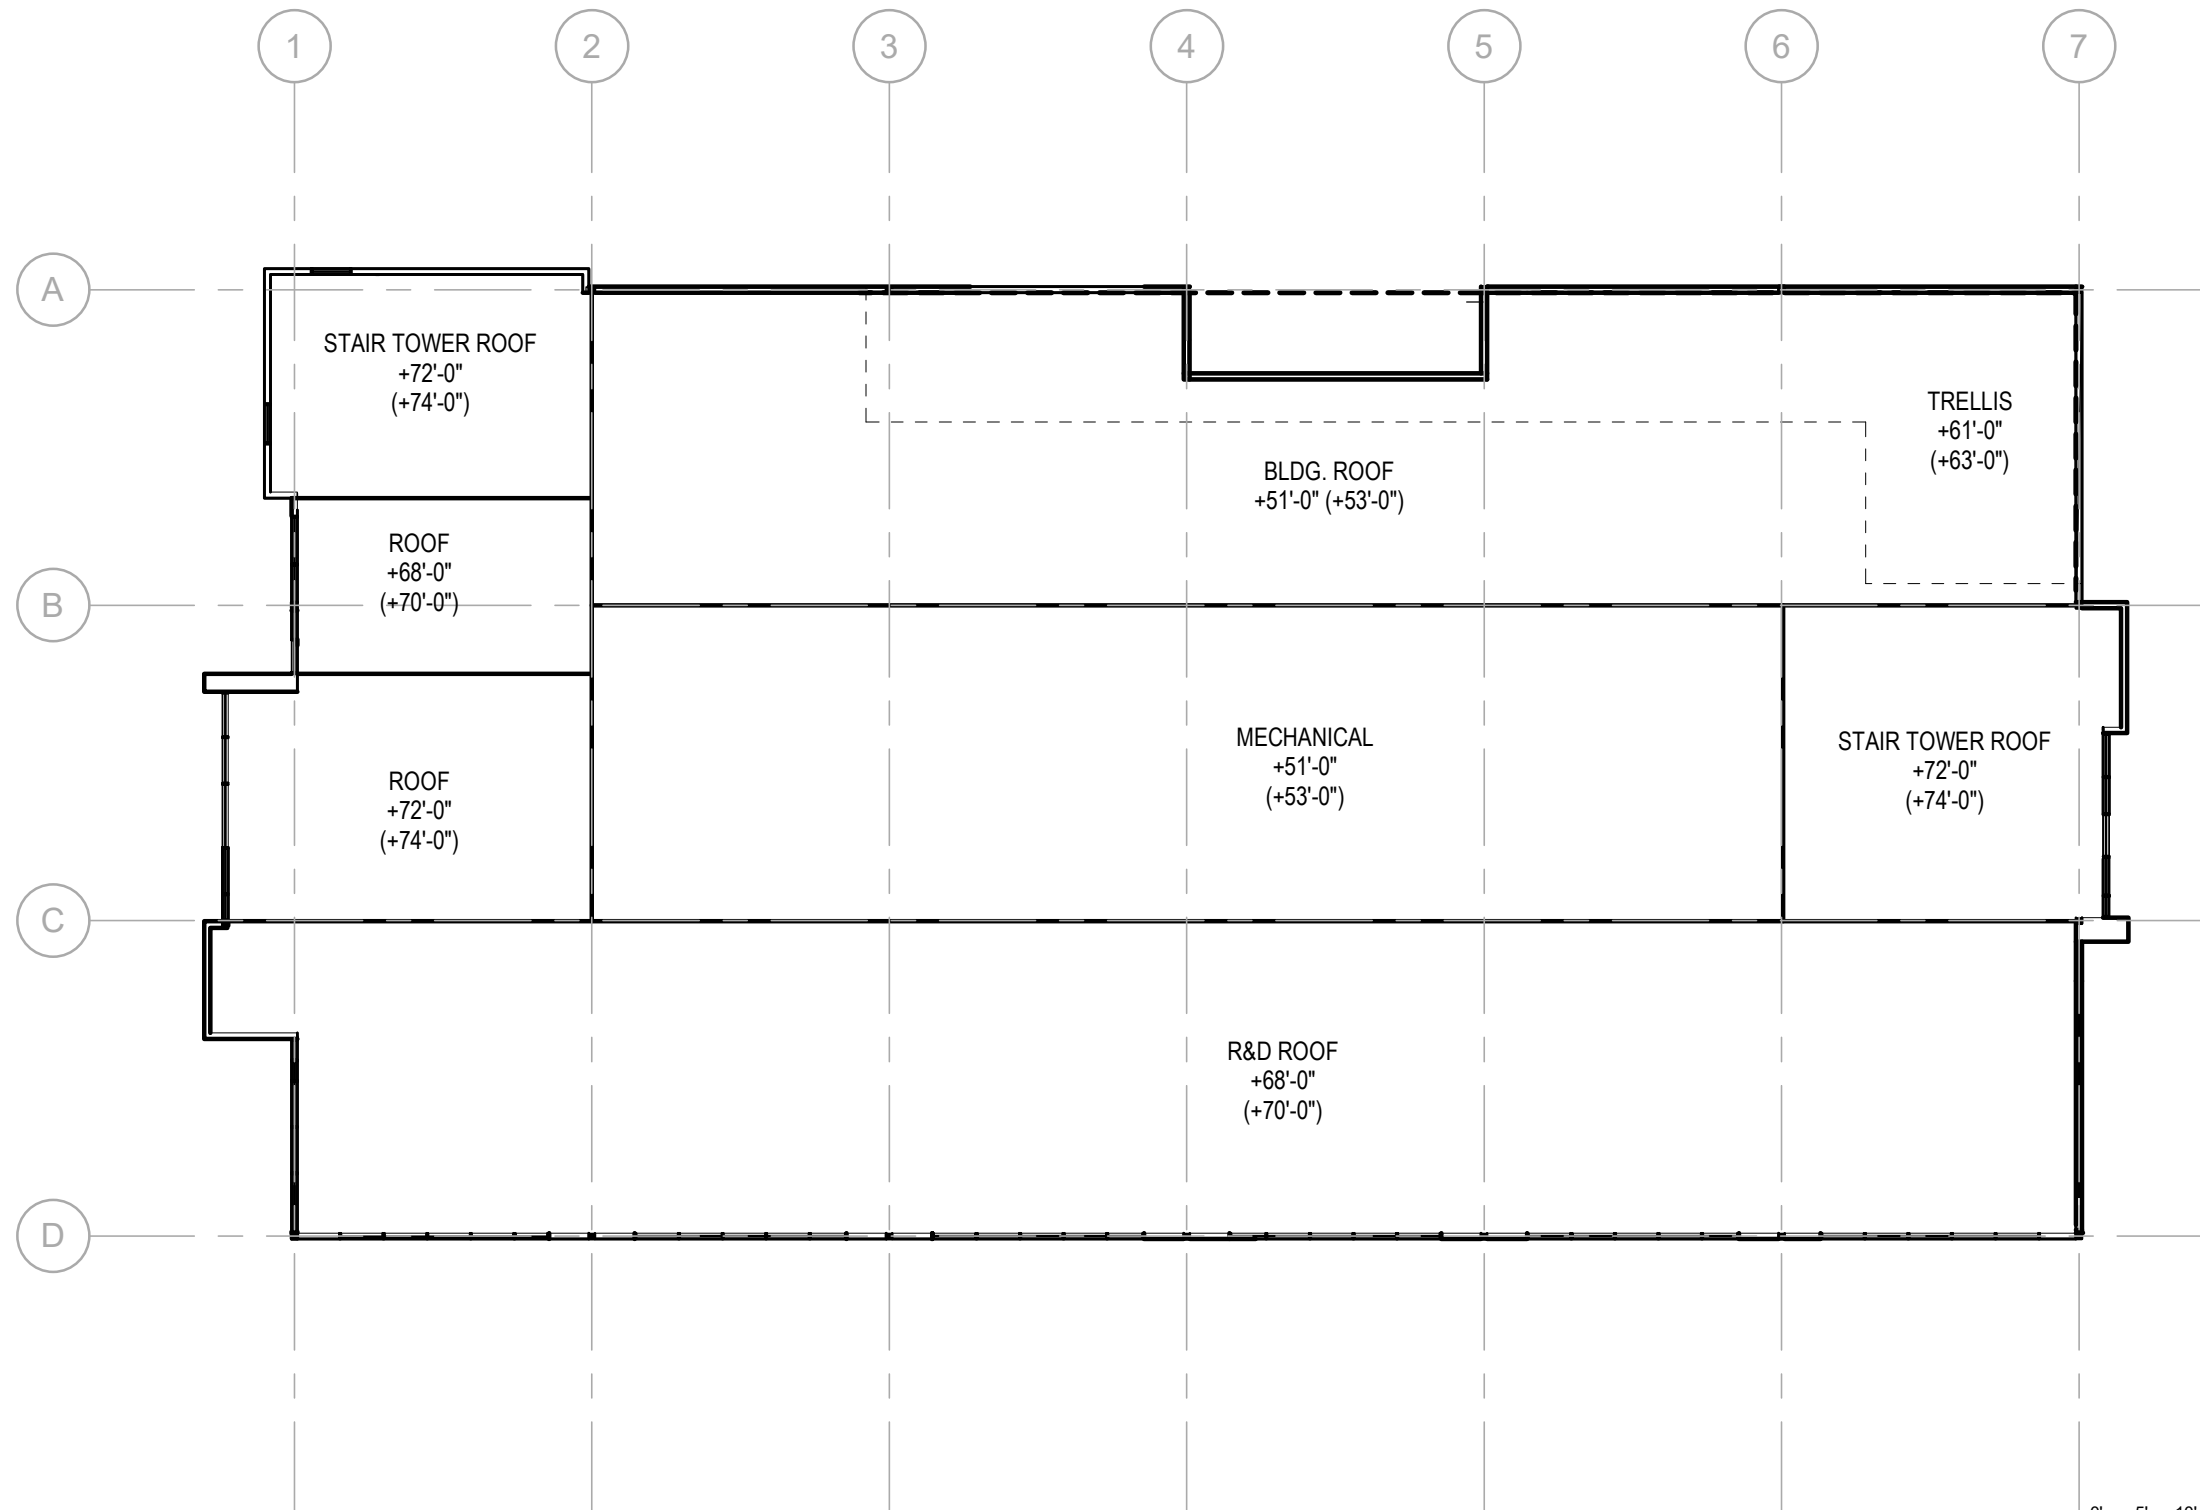 1
2
3
4
5
6
7
A
B
C
D
STAIR TOWER ROOF
+72'-0"
(+74'-0")
TRELLIS
+61'-0"
(+63'-0")
BLDG. ROOF
+51'-0" (+53'-0")
ROOF
+68'-0"
(+70'-0")
MECHANICAL
+51'-0"
(+53'-0")
STAIR TOWER ROOF
+72'-0"
(+74'-0")
ROOF
+72'-0"
(+74'-0")
R&D ROOF
+68'-0"
(+70'-0")